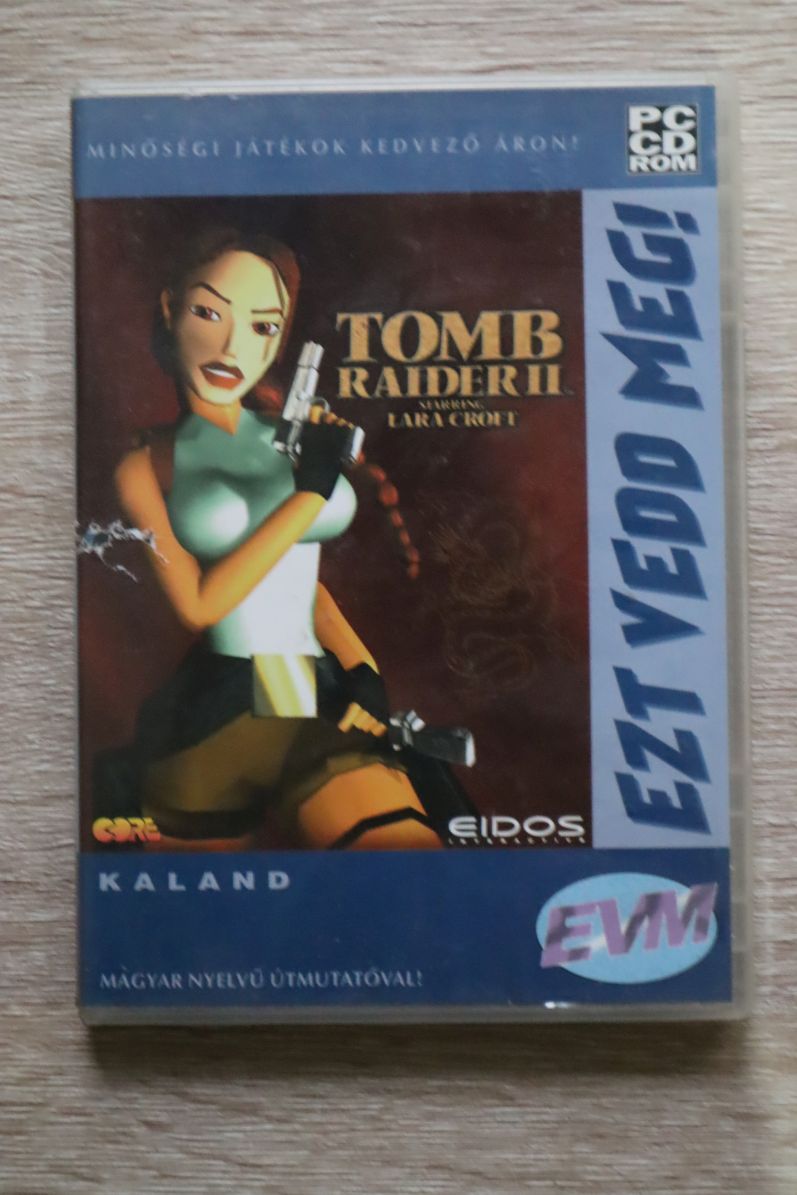 MINŐSÉGI JÁTÉKOK KEDVEZŐ ÁRON!
PC
CD
ROM
TOMB
RAIDER II
STARRING
LARA CROFT
EZT VEDD MEG!
CORE
EIDOS
INTERACTIVE
KALAND
EVM
MAGYAR NYELVŰ ÚTMUTATÓVAL!